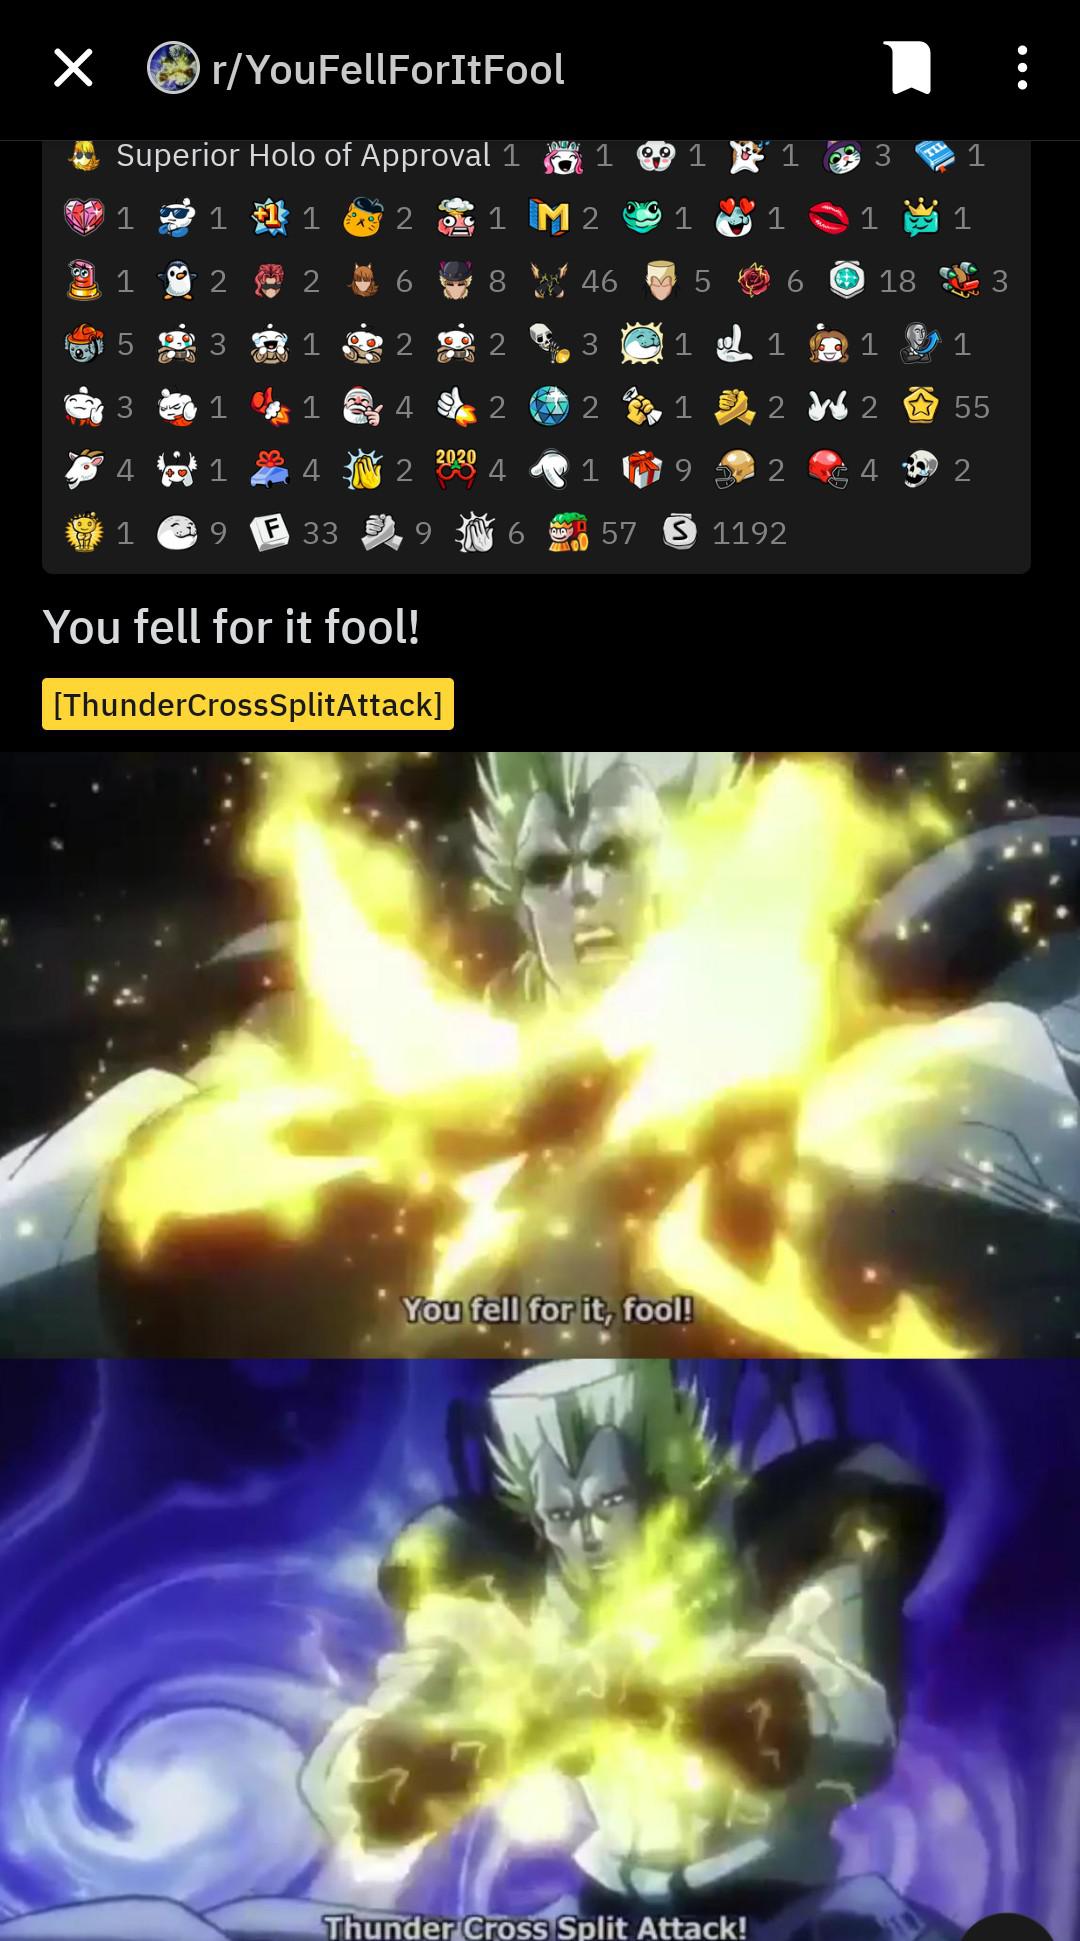 r/YouFellForItFool
Superior Holo of Approval 1 1 1 1 3 TIL 1
1 1 +1 1 2 1 M 2 1 1 1 1
1 2 2 6 8 46 5 6 18 3
5 3 1 2 2 3 1 1 1 1
3 1 1 4 2 2 1 2 2 55
4 1 4 2 2020 4 1 9 2 4 2
1 9 F 33 9 6 57 S 1192
You fell for it fool!
[ThunderCrossSplitAttack]
You fell for it, fool!
Thunder Cross Split Attack!